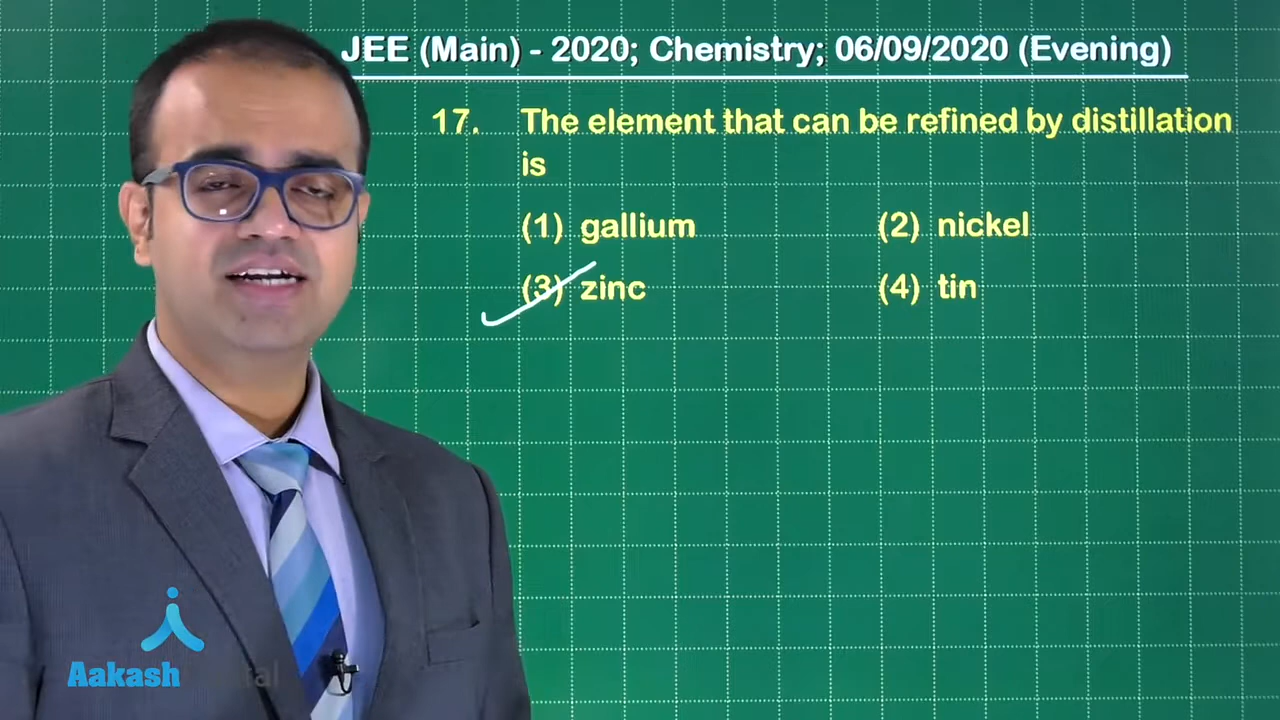 JEE (Main) - 2020; Chemistry; 06/09/2020 (Evening)
17. The element that can be refined by distillation
is
(1) gallium (2) nickel
(3) zinc (4) tin
Aakash